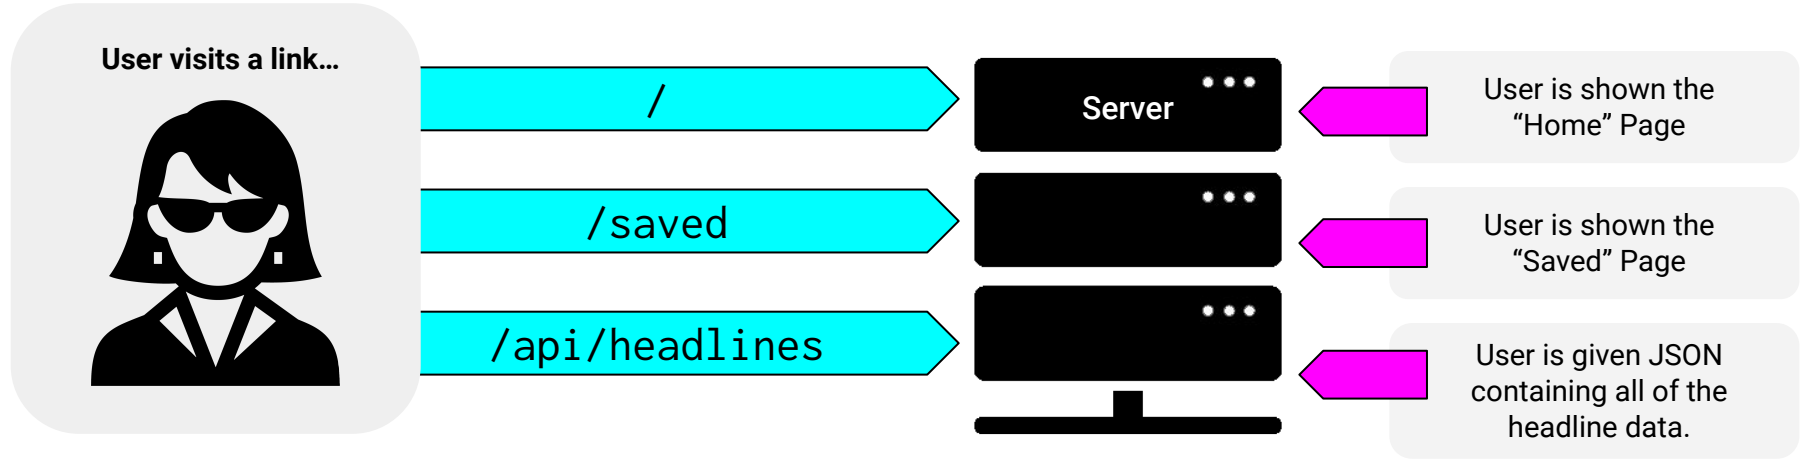 User visits a link…
/
/saved
/api/headlines
Server
User is shown the
“Home” Page
User is shown the
“Saved” Page
User is given JSON
containing all of the
headline data.